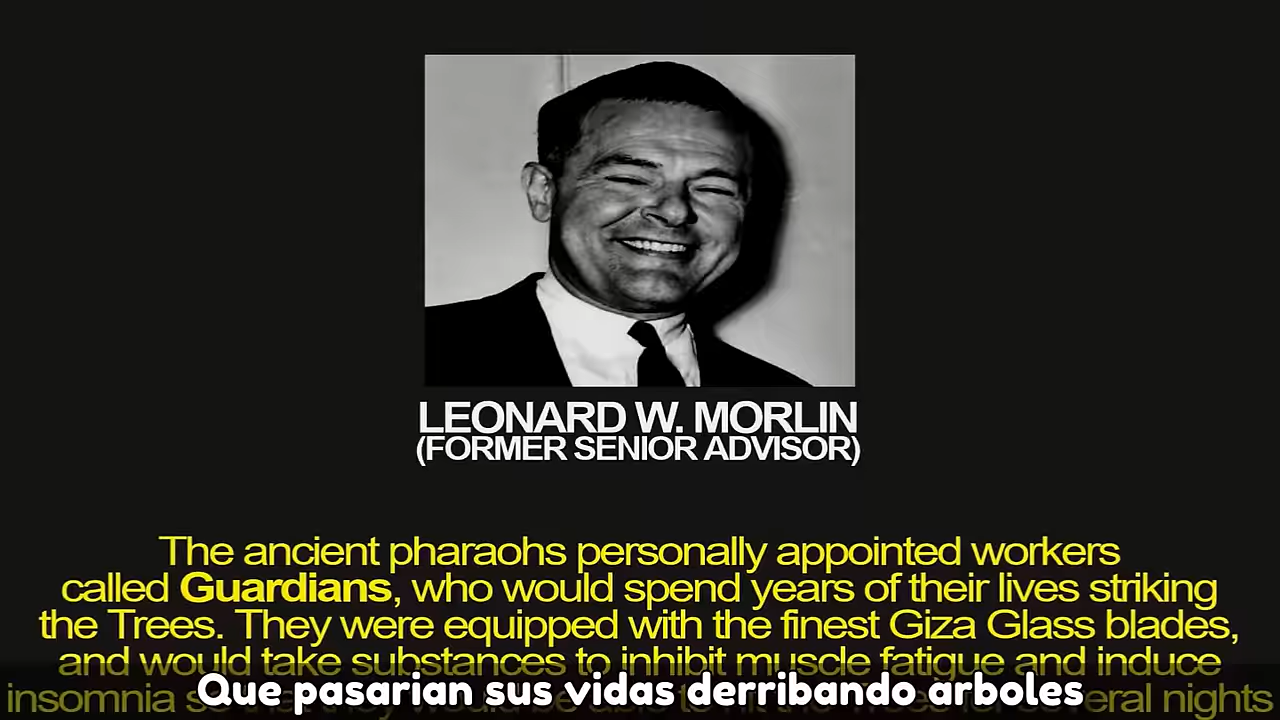 LEONARD W. MORLIN
(FORMER SENIOR ADVISOR)
The ancient pharaohs personally appointed workers
called Guardians, who would spend years of their lives striking
the Trees. They were equipped with the finest Giza Glass blades,
and would take substances to inhibit muscle fatigue and induce
insomnia eral nights
Que pasarian sus vidas derribando arboles